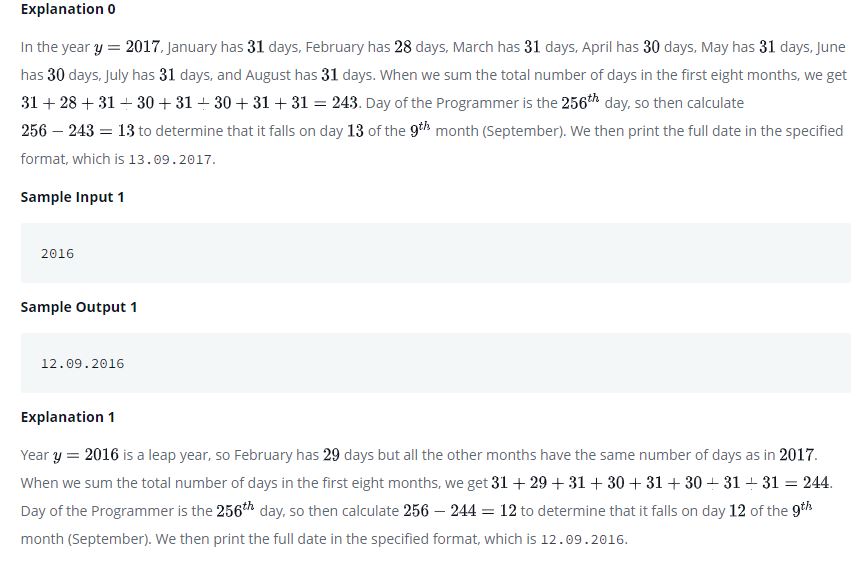 Explanation 0
In the year y = 2017, January has 31 days, February has 28 days, March has 31 days, April has 30 days, May has 31 days, June
has 30 days, July has 31 days, and August has 31 days. When we sum the total number of days in the first eight months, we get
31 + 28 + 31 + 30 + 31 + 30 + 31 + 31 = 243. Day of the Programmer is the 256th day, so then calculate
256 − 243 = 13 to determine that it falls on day 13 of the 9th month (September). We then print the full date in the specified
format, which is 13.09.2017.
Sample Input 1
2016
Sample Output 1
12.09.2016
Explanation 1
Year y = 2016 is a leap year, so February has 29 days but all the other months have the same number of days as in 2017.
When we sum the total number of days in the first eight months, we get 31 + 29 + 31 + 30 + 31 + 30 + 31 + 31 = 244.
Day of the Programmer is the 256th day, so then calculate 256 − 244 = 12 to determine that it falls on day 12 of the 9th
month (September). We then print the full date in the specified format, which is 12.09.2016.